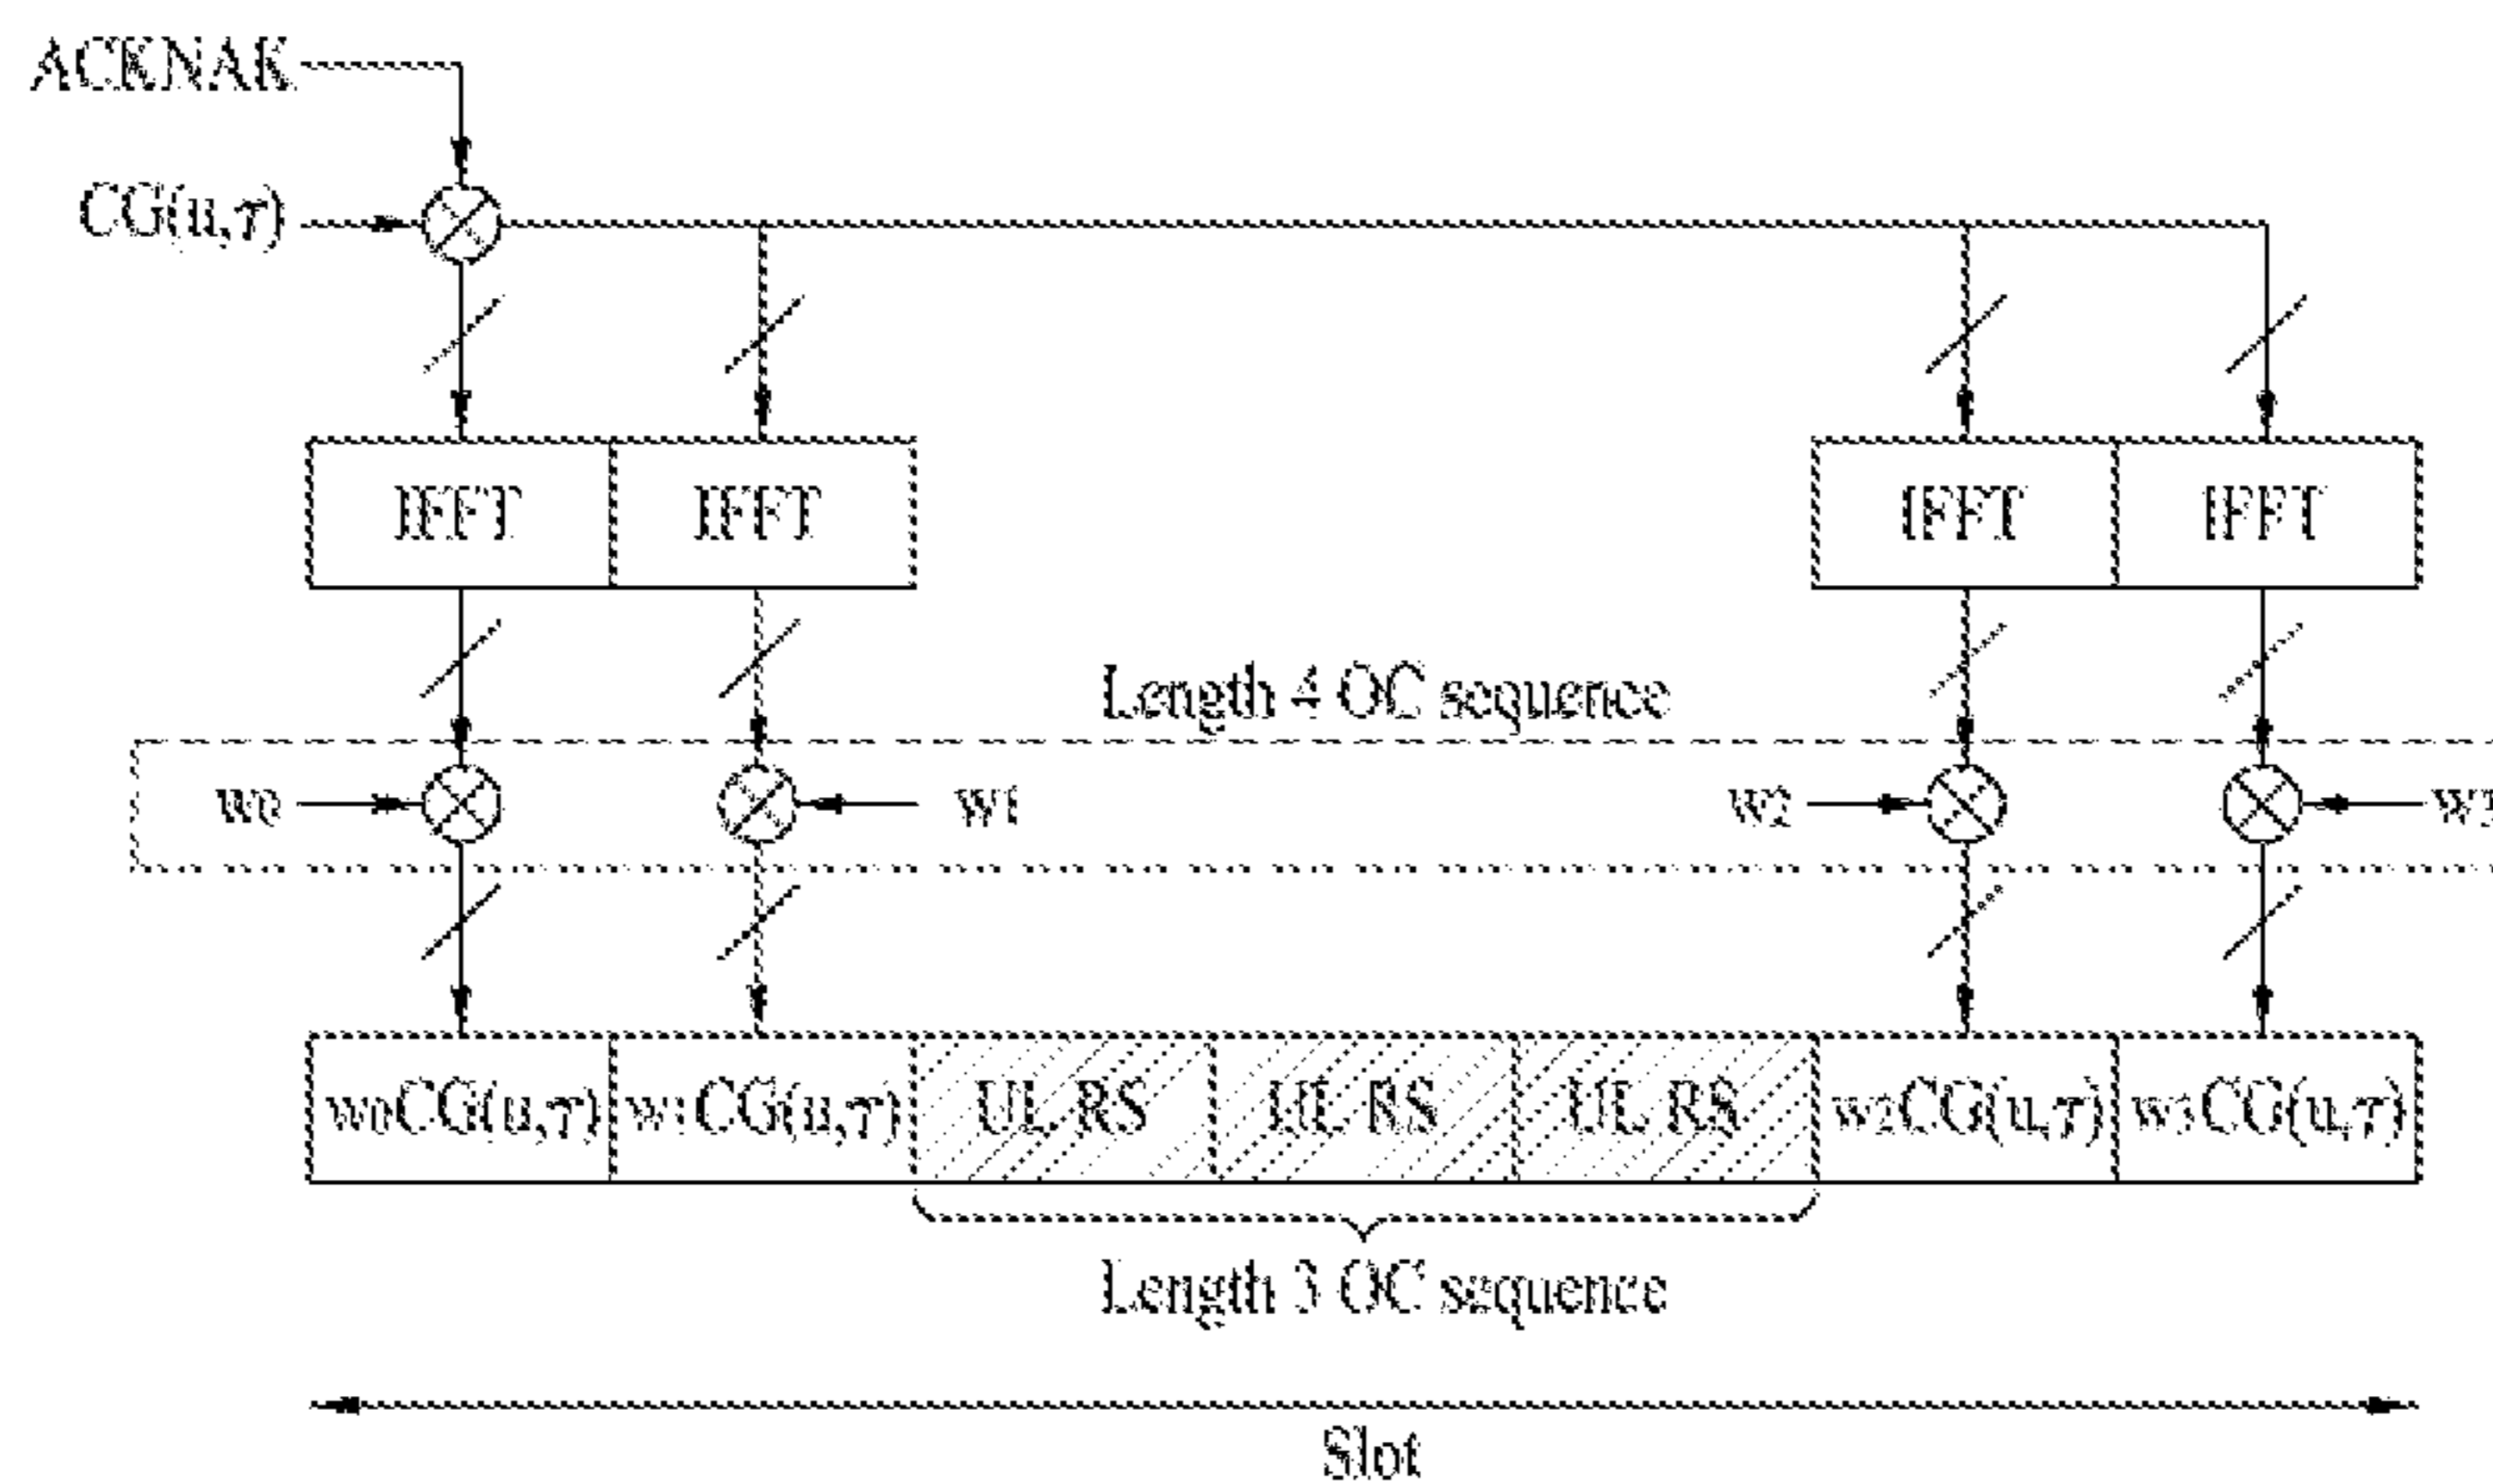 ACKNAK
CG(u,τ)
IFFT IFFT IFFT IFFT
Length 4 OC sequence
w0 w1 w2 w3
w0CG(u,τ) w1CG(u,τ) UL RS UL RS UL RS w2CG(u,τ) w3CG(u,τ)
Length 3 OC sequence
Slot